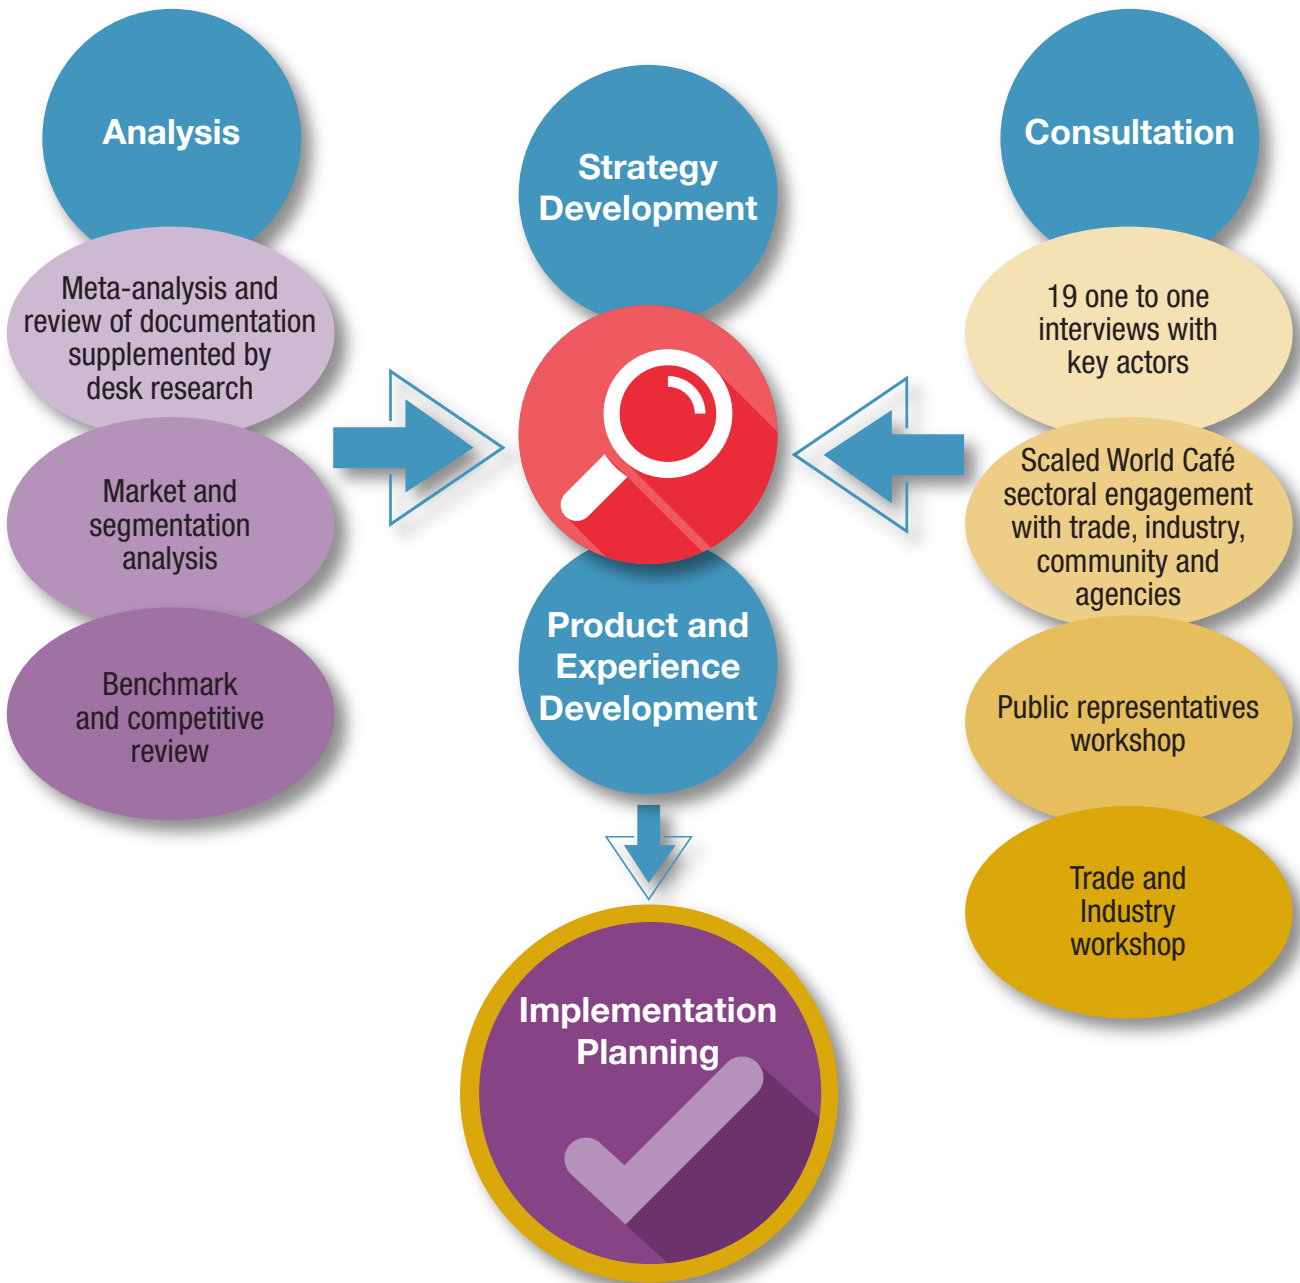 Analysis
Meta-analysis and
review of documentation
supplemented by
desk research
Market and
segmentation
analysis
Benchmark
and competitive
review
Strategy
Development
Product and
Experience
Development
Implementation
Planning
Consultation
19 one to one
interviews with
key actors
Scaled World Café
sectoral engagement
with trade, industry,
community and
agencies
Public representatives
workshop
Trade and
Industry
workshop